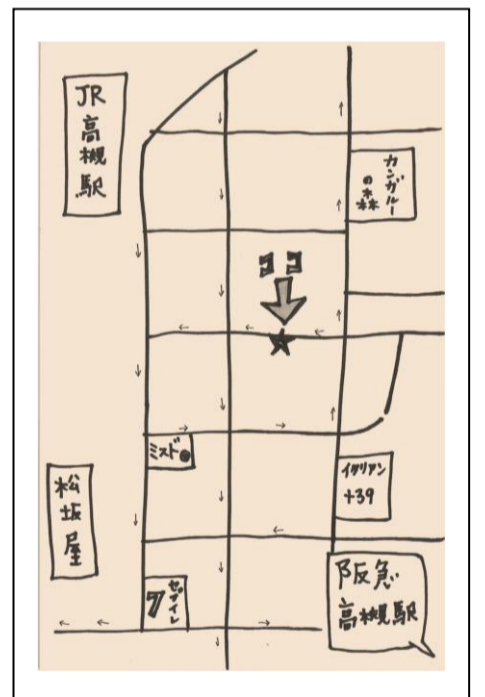 JR
高槻駅
カンガルー
の森
ココ
ミスド
松坂屋
イタリアン
+39
7
セブイレ
阪急
高槻駅